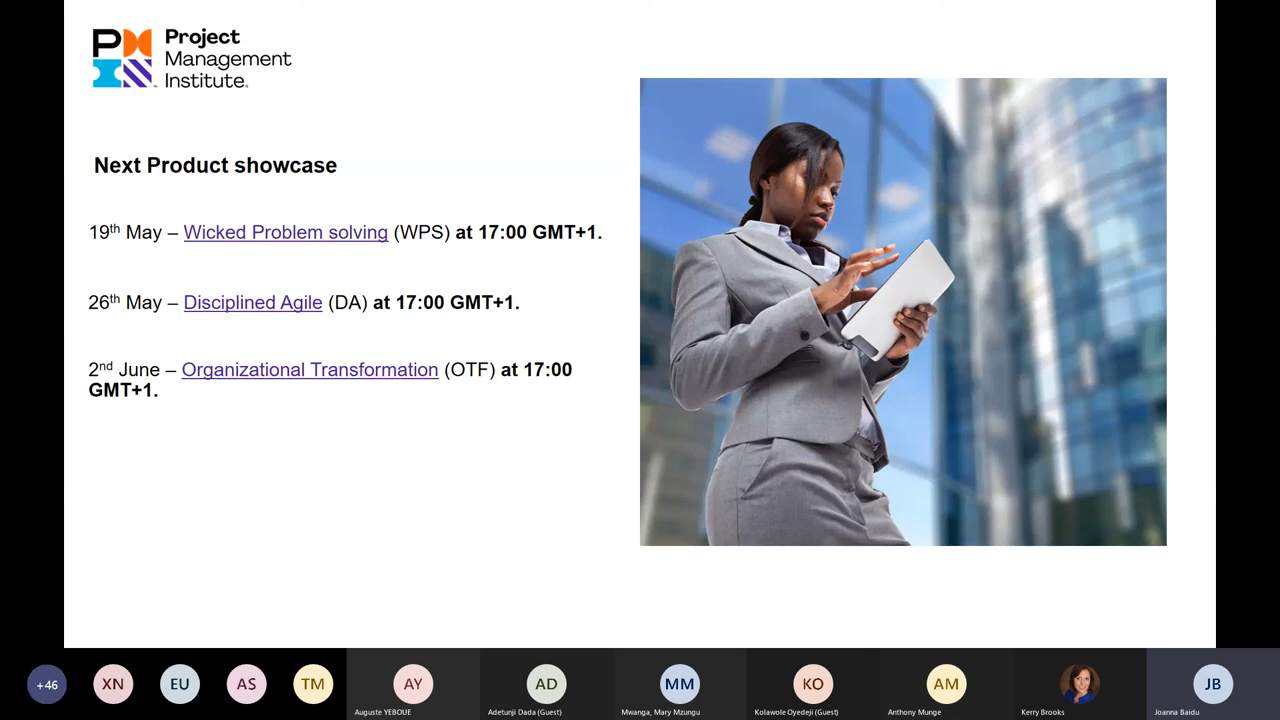 Project
Management
Institute.
Next Product showcase
19th May – Wicked Problem solving (WPS) at 17:00 GMT+1.
26th May – Disciplined Agile (DA) at 17:00 GMT+1.
2nd June – Organizational Transformation (OTF) at 17:00
GMT+1.
+46
XN
EU
AS
TM
AY
AD
MM
KO
AM
JB
Auguste YEBOUE
Adetunji Dada (Guest)
Mwanga, Mary Mzungu
Kolawole Oyedeji (Guest)
Anthony Munge
Kerry Brooks
Joanna Baidu